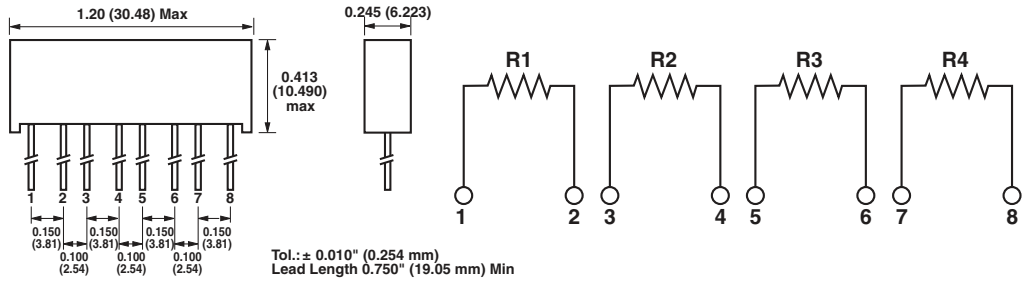 1.20 (30.48) Max
0.245 (6.223)
0.413
(10.490)
max
1 2 3 4 5 6 7 8
0.150
(3.81)
0.100
(2.54)
0.150
(3.81)
0.100
(2.54)
0.150
(3.81)
0.100
(2.54)
0.150
(3.81)
Tol.: ± 0.010" (0.254 mm)
Lead Length 0.750" (19.05 mm) Min
R1 R2 R3 R4
1 2 3 4 5 6 7 8